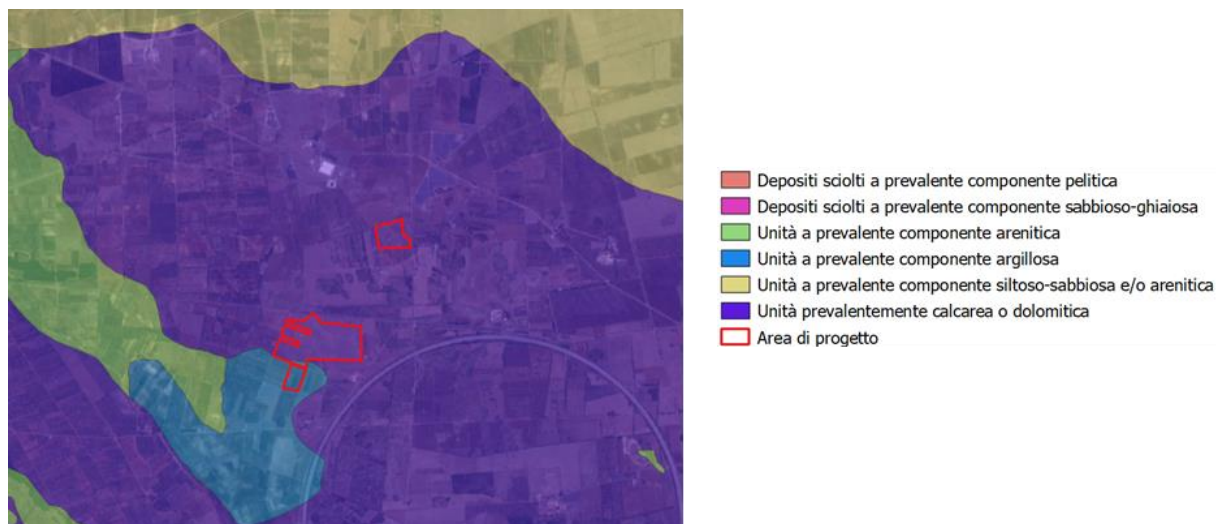 Depositi sciolti a prevalente componente pelitica
Depositi sciolti a prevalente componente sabbioso-ghiaiosa
Unità a prevalente componente arenitica
Unità a prevalente componente argillosa
Unità a prevalente componente siltoso-sabbiosa e/o arenitica
Unità prevalentemente calcarea o dolomitica
Area di progetto